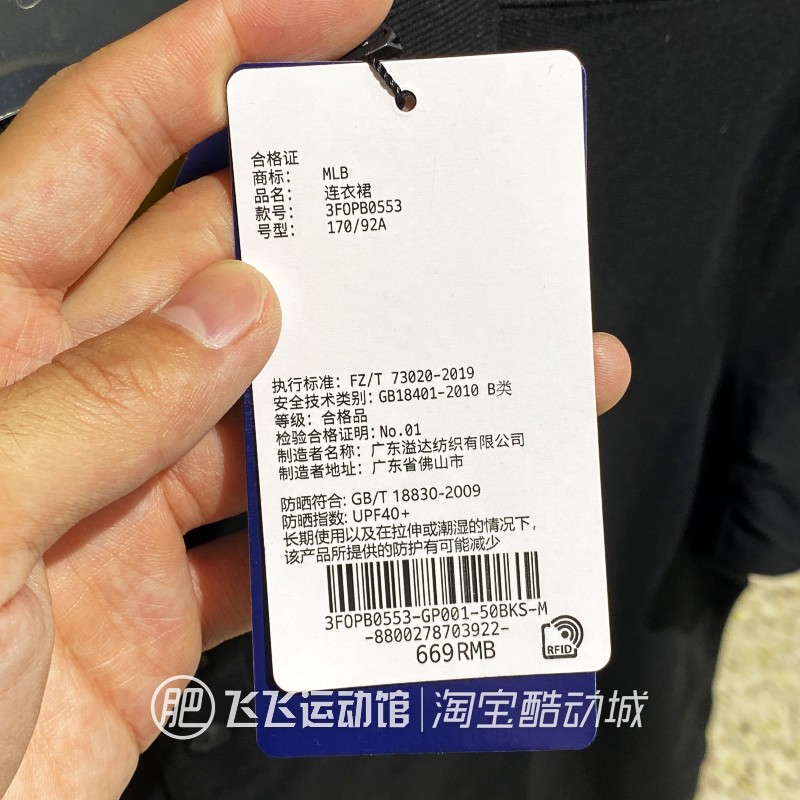 合格证
商标： MLB
品名： 连衣裙
款号： 3FOPB0553
号型： 170/92A
执行标准：FZ/T 73020-2019
安全技术类别：GB18401-2010 B类
等级：合格品
检验合格证明：No.01
制造者名称：广东溢达纺织有限公司
制造者地址：广东省佛山市
防晒符合: GB/T 18830-2009
防晒指数: UPF40+
长期使用以及在拉伸或潮湿的情况下，
该产品所提供的防护有可能减少
3FOPB0553-GP001-50BKS-M
-8800278703922-
669RMB
RFID
肥 飞飞运动馆 | 淘宝酷动城